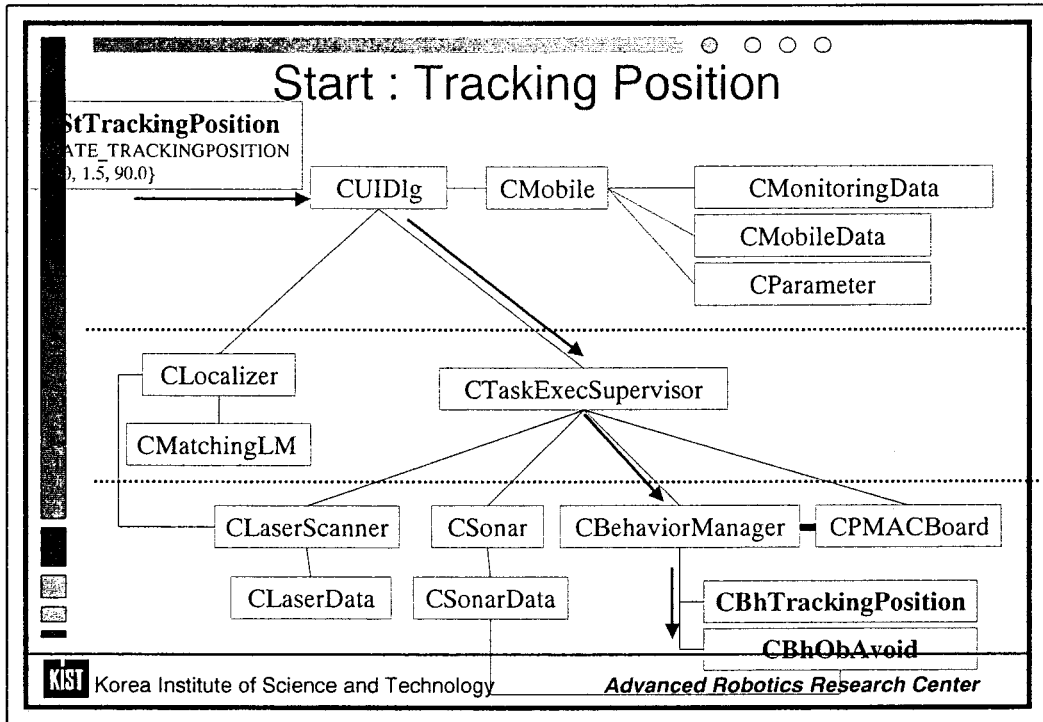 Start : Tracking Position
StTrackingPosition
ATE_TRACKINGPOSITION
0, 1.5, 90.0}
CUIDlg
CMobile
CMonitoringData
CMobileData
CParameter
CLocalizer
CTaskExecSupervisor
CMatchingLM
CLaserScanner
CSonar
CBehaviorManager
CPMACBoard
CLaserData
CSonarData
CBhTrackingPosition
CBhObAvoid
KIST Korea Institute of Science and Technology
Advanced Robotics Research Center